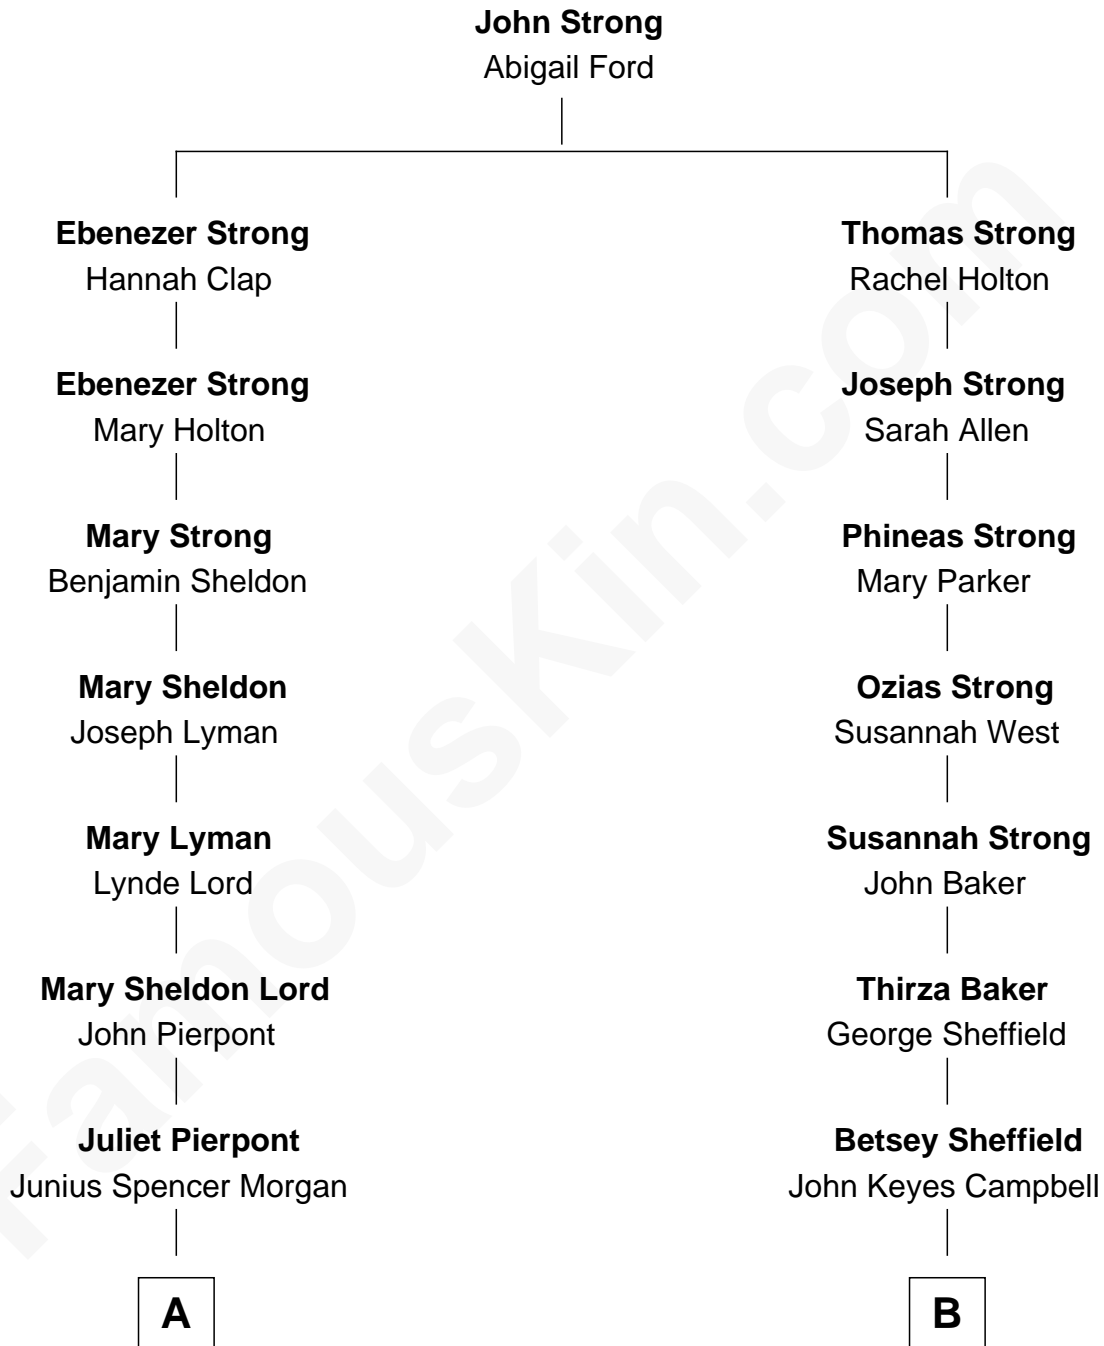 John Strong
Abigail Ford
Ebenezer Strong
Hannah Clap
Thomas Strong
Rachel Holton
Ebenezer Strong
Mary Holton
Joseph Strong
Sarah Allen
Mary Strong
Benjamin Sheldon
Phineas Strong
Mary Parker
Mary Sheldon
Joseph Lyman
Ozias Strong
Susannah West
Mary Lyman
Lynde Lord
Susannah Strong
John Baker
Mary Sheldon Lord
John Pierpont
Thirza Baker
George Sheffield
Juliet Pierpont
Junius Spencer Morgan
Betsey Sheffield
John Keyes Campbell
A
B
FamousKin.com